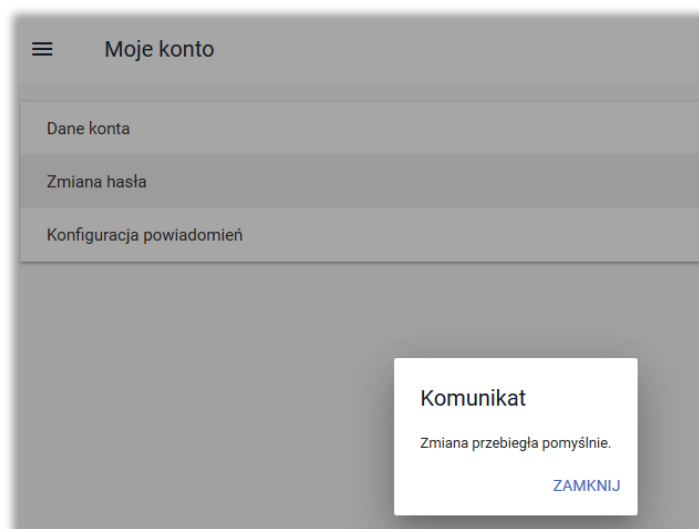 Moje konto
Dane konta
Zmiana hasła
Konfiguracja powiadomień
Komunikat
Zmiana przebiegła pomyślnie.
ZAMKNIJ